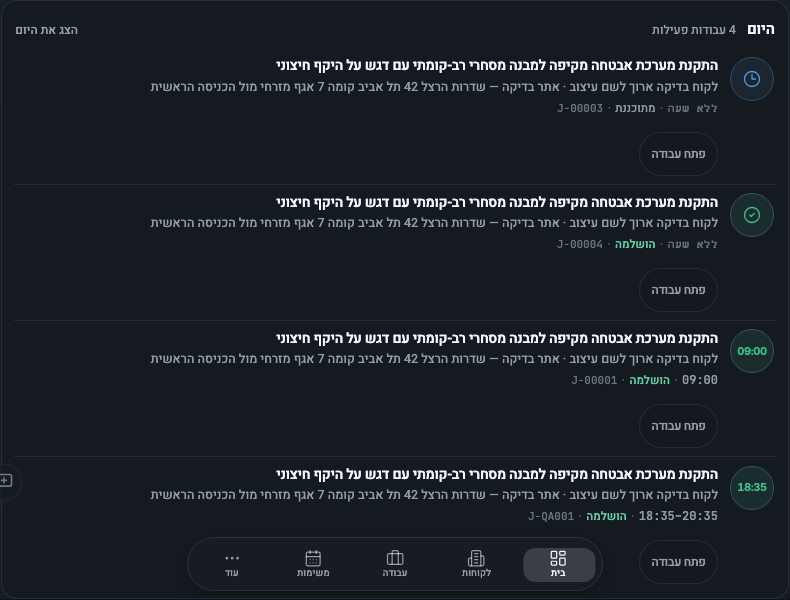 היום 4 עבודות פעילות הצג את היום
התקנת מערכת אבטחה מקיפה למבנה מסחרי רב-קומתי עם דגש על היקף חיצוני
לקוח בדיקה ארוך לשם עיצוב · אתר בדיקה — שדרות הרצל 42 תל אביב קומה 7 אגף מזרחי מול הכניסה הראשית
ללא שעה · מתוכננת · J-00003
פתח עבודה
התקנת מערכת אבטחה מקיפה למבנה מסחרי רב-קומתי עם דגש על היקף חיצוני
לקוח בדיקה ארוך לשם עיצוב · אתר בדיקה — שדרות הרצל 42 תל אביב קומה 7 אגף מזרחי מול הכניסה הראשית
ללא שעה · הושלמה · J-00004
פתח עבודה
09:00
התקנת מערכת אבטחה מקיפה למבנה מסחרי רב-קומתי עם דגש על היקף חיצוני
לקוח בדיקה ארוך לשם עיצוב · אתר בדיקה — שדרות הרצל 42 תל אביב קומה 7 אגף מזרחי מול הכניסה הראשית
09:00 · הושלמה · J-00001
פתח עבודה
18:35
התקנת מערכת אבטחה מקיפה למבנה מסחרי רב-קומתי עם דגש על היקף חיצוני
לקוח בדיקה ארוך לשם עיצוב · אתר בדיקה — שדרות הרצל 42 תל אביב קומה 7 אגף מזרחי מול הכניסה הראשית
18:35–20:35 · הושלמה · J-QA001
פתח עבודה
בית לקוחות עבודה משימות עוד